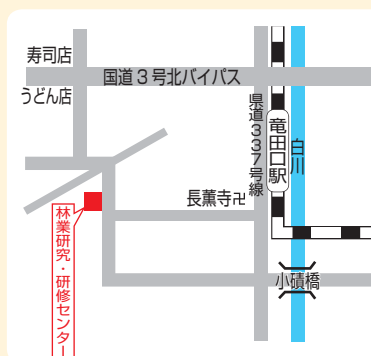 寿司店
国道3号北バイパス
うどん店
県道337号線
竜田口駅
白川
長薫寺卍
林業研究・研修センター
小磧橋